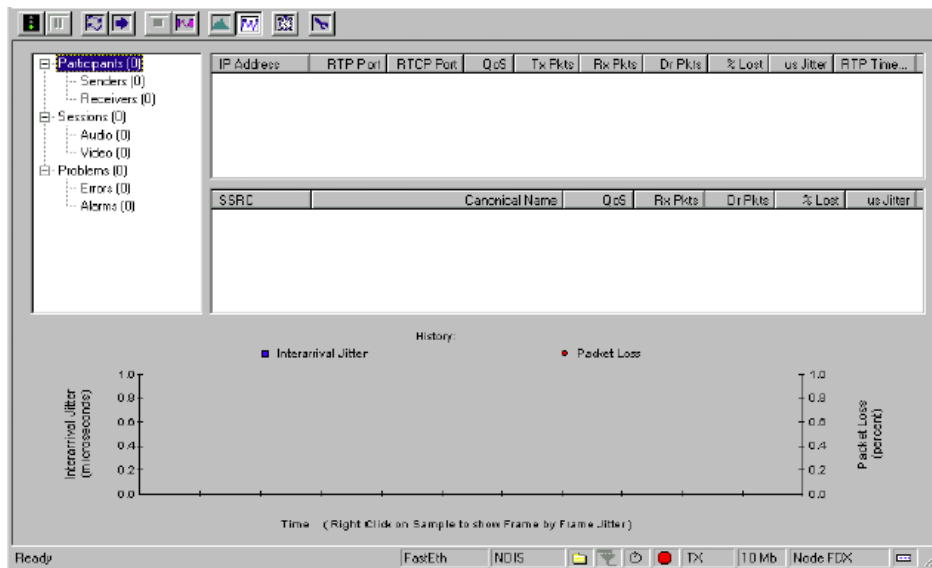 Participants (0)
Senders (0)
Receivers (0)
Sessions (0)
Audio (0)
Video (0)
Problems (0)
Errors (0)
Alarms (0)
IP Address RTP Port RTCP Port QoS Tx Pkts Rx Pkts Dr Pkts % Lost us Jitter RTP Time...
SSRC Canonical Name QoS Rx Pkts Dr Pkts % Lost us Jitter
History:
Interarrival Jitter Packet Loss
Interarrival Jitter
(microseconds)
1.0
0.8
0.6
0.4
0.2
0.0
1.0
0.8
0.6
0.4
0.2
0.0
Packet Loss
(percent)
Time (Right Click on Sample to show Frame by Frame Jitter)
Ready FastEth NDIS TX 10 Mb Node FDX